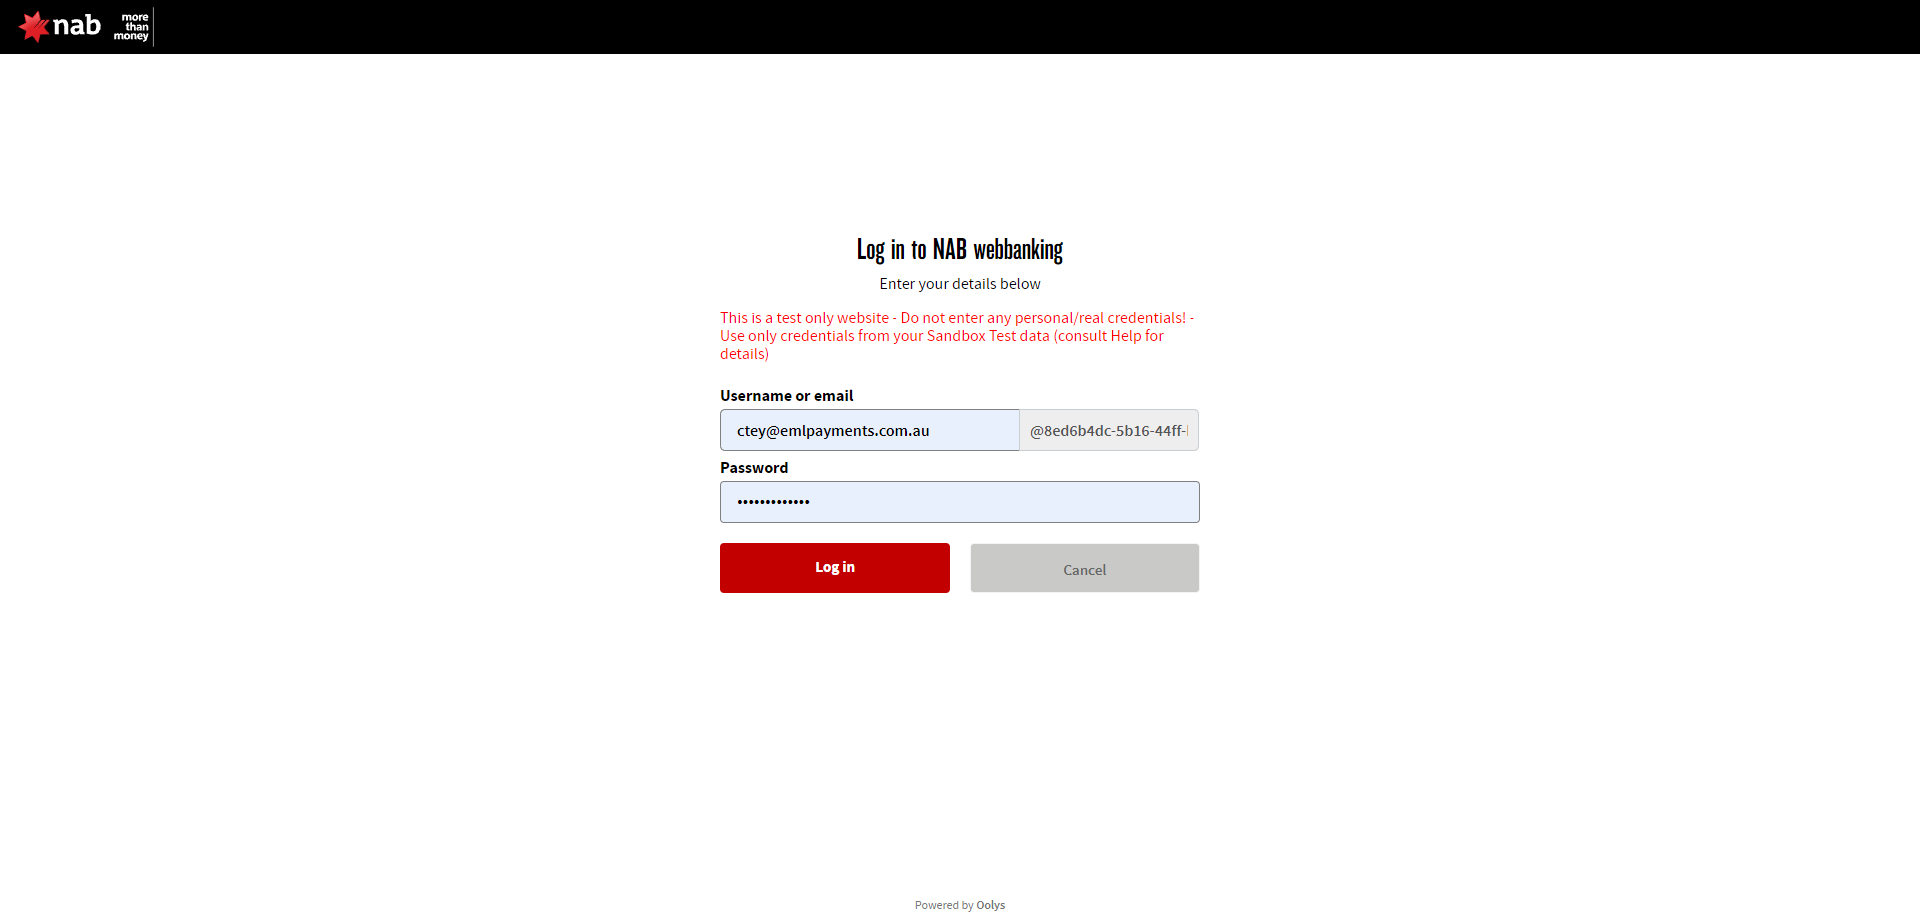 nab
more
than
money
Log in to NAB webbanking
Enter your details below
This is a test only website - Do not enter any personal/real credentials! -
Use only credentials from your Sandbox Test data (consult Help for
details)
Username or email
ctey@emlpayments.com.au @8ed6b4dc-5b16-44ff-
Password
•••••••••••••
Log in Cancel
Powered by Oolys